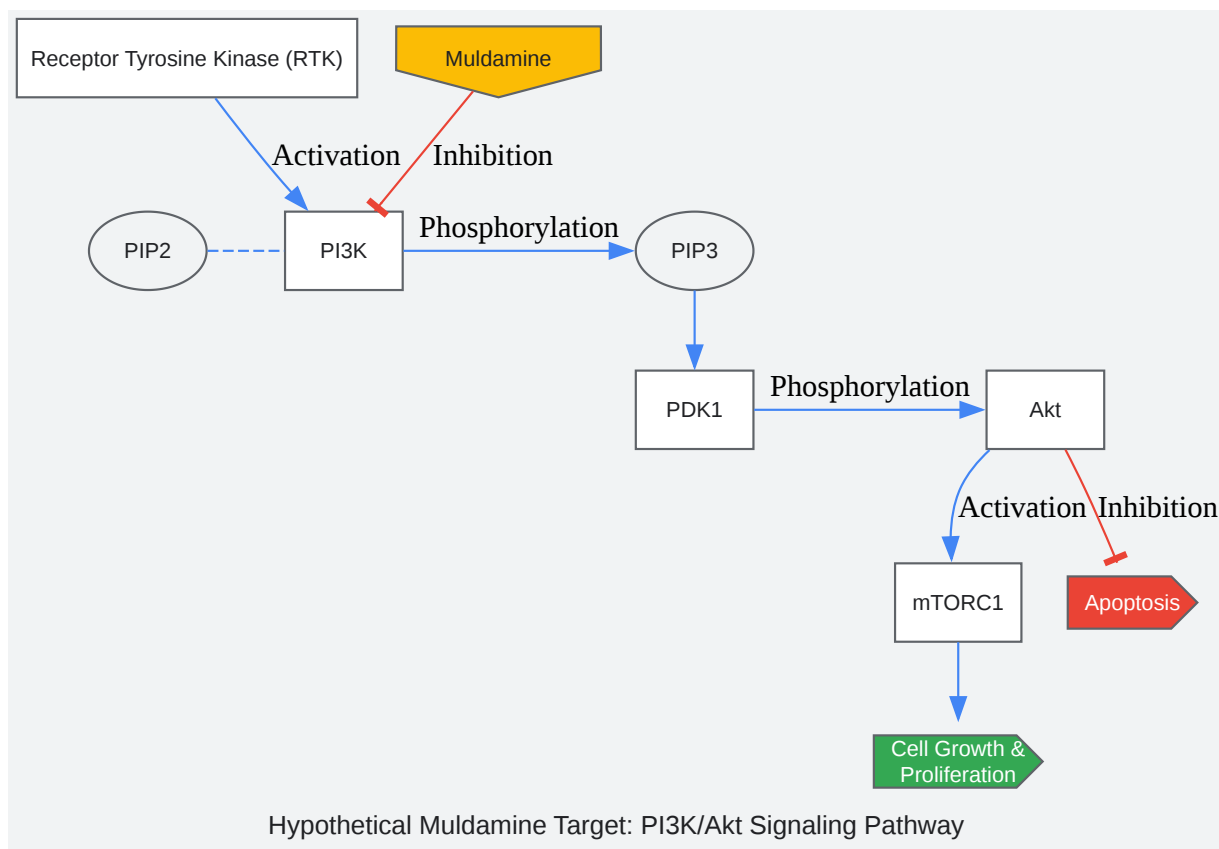 Receptor Tyrosine Kinase (RTK)
Muldamine
Activation
Inhibition
PIP2
PI3K
Phosphorylation
PIP3
PDK1
Phosphorylation
Akt
Activation
Inhibition
mTORC1
Apoptosis
Cell Growth &
Proliferation
Hypothetical Muldamine Target: PI3K/Akt Signaling Pathway